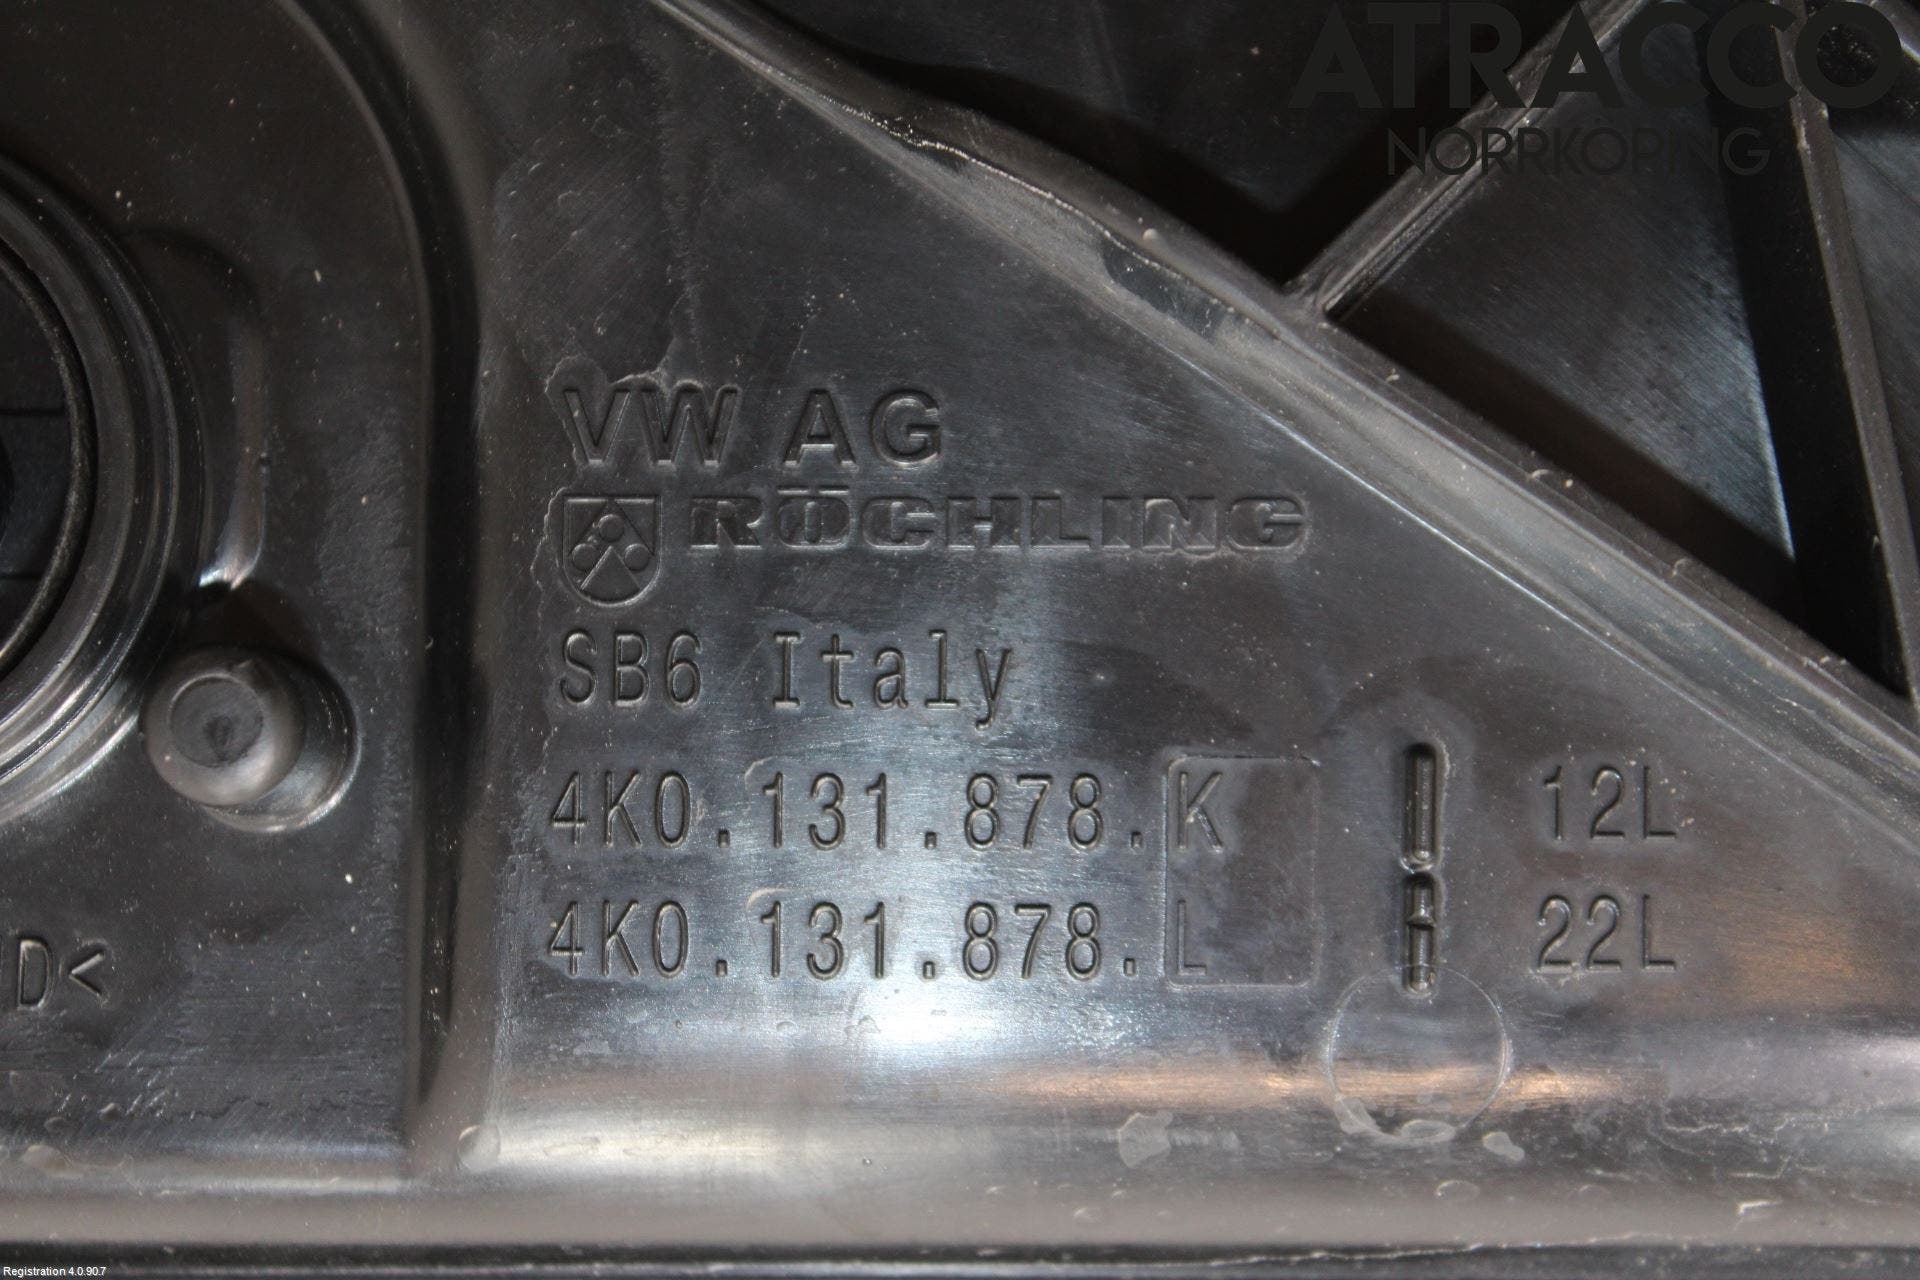 ATRACCO
NORRKÖPING
VW AG
RÖCHLING
SB6 Italy
4K0.131.878.K 12L
4K0.131.878.L 22L
D<
Registration 4.0.90.7